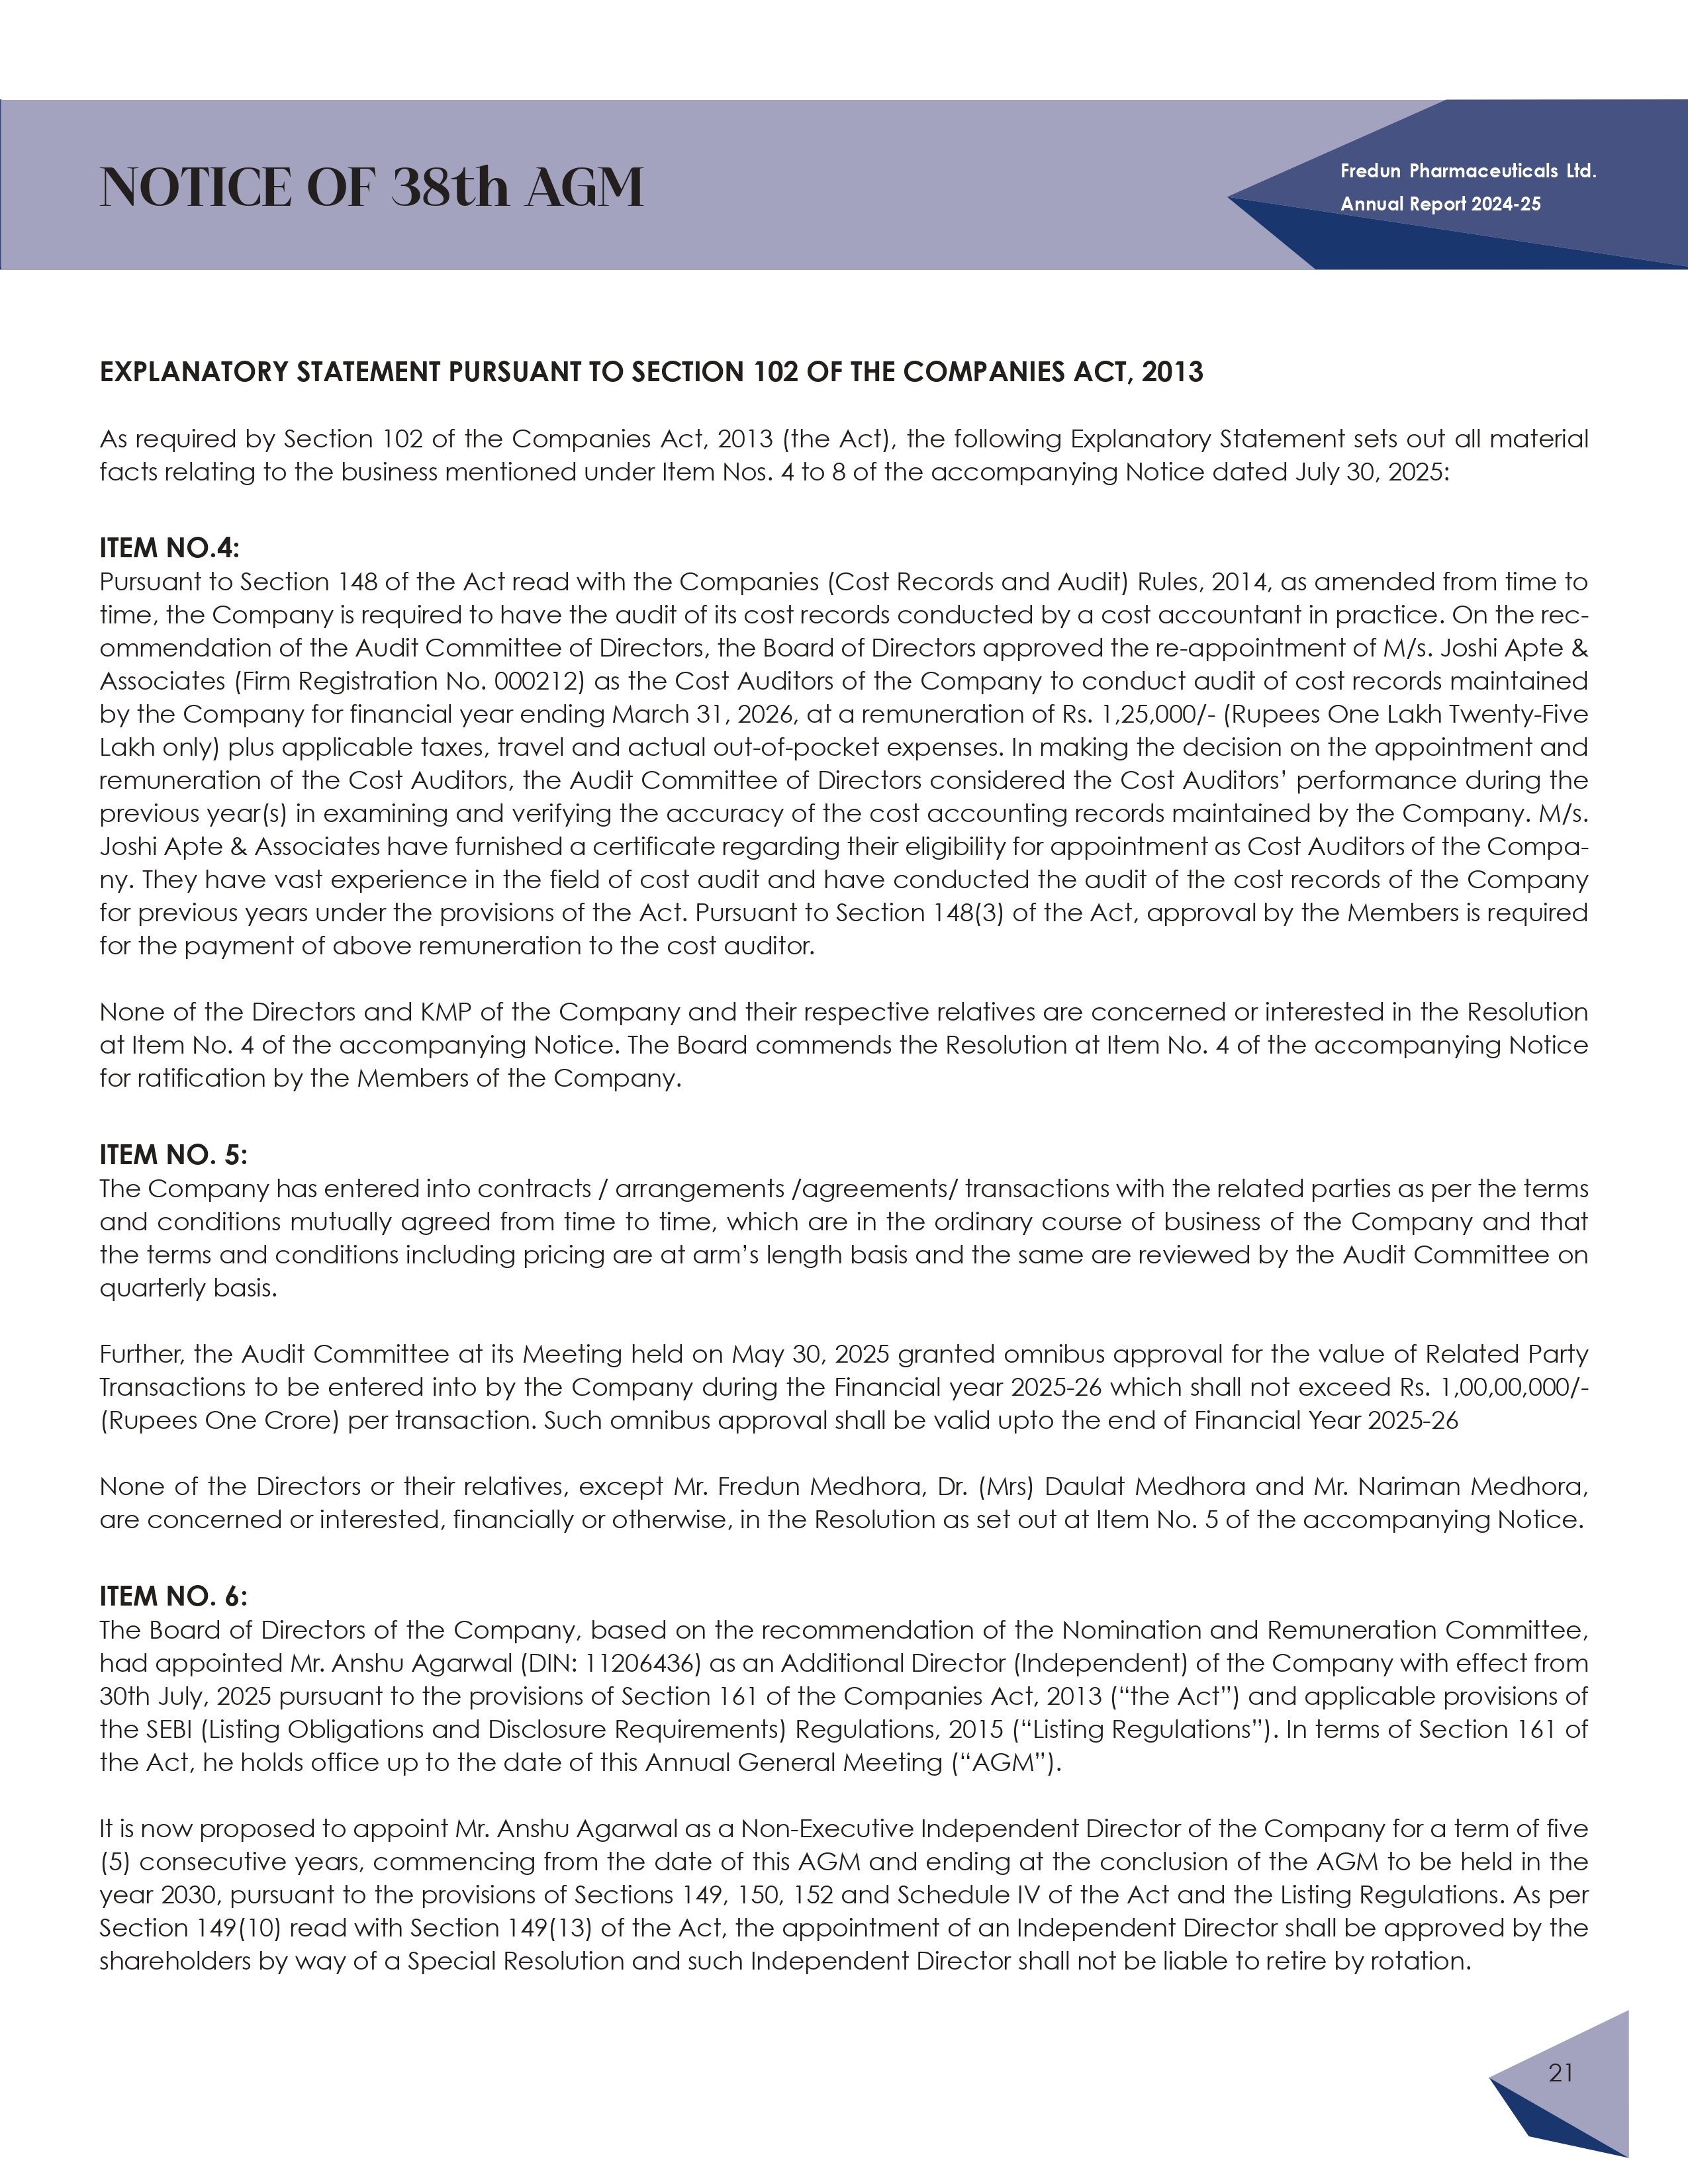 NOTICE OF 38th AGM
Fredun Pharmaceuticals Ltd.
Annual Report 2024-25
EXPLANATORY STATEMENT PURSUANT TO SECTION 102 OF THE COMPANIES ACT, 2013
As required by Section 102 of the Companies Act, 2013 (the Act), the following Explanatory Statement sets out all material
facts relating to the business mentioned under Item Nos. 4 to 8 of the accompanying Notice dated July 30, 2025:
ITEM NO.4:
Pursuant to Section 148 of the Act read with the Companies (Cost Records and Audit) Rules, 2014, as amended from time to
time, the Company is required to have the audit of its cost records conducted by a cost accountant in practice. On the rec-
ommendation of the Audit Committee of Directors, the Board of Directors approved the re-appointment of M/s. Joshi Apte &
Associates (Firm Registration No. 000212) as the Cost Auditors of the Company to conduct audit of cost records maintained
by the Company for financial year ending March 31, 2026, at a remuneration of Rs. 1,25,000/- (Rupees One Lakh Twenty-Five
Lakh only) plus applicable taxes, travel and actual out-of-pocket expenses. In making the decision on the appointment and
remuneration of the Cost Auditors, the Audit Committee of Directors considered the Cost Auditors’ performance during the
previous year(s) in examining and verifying the accuracy of the cost accounting records maintained by the Company. M/s.
Joshi Apte & Associates have furnished a certificate regarding their eligibility for appointment as Cost Auditors of the Compa-
ny. They have vast experience in the field of cost audit and have conducted the audit of the cost records of the Company
for previous years under the provisions of the Act. Pursuant to Section 148(3) of the Act, approval by the Members is required
for the payment of above remuneration to the cost auditor.
None of the Directors and KMP of the Company and their respective relatives are concerned or interested in the Resolution
at Item No. 4 of the accompanying Notice. The Board commends the Resolution at Item No. 4 of the accompanying Notice
for ratification by the Members of the Company.
ITEM NO. 5:
The Company has entered into contracts / arrangements /agreements/ transactions with the related parties as per the terms
and conditions mutually agreed from time to time, which are in the ordinary course of business of the Company and that
the terms and conditions including pricing are at arm’s length basis and the same are reviewed by the Audit Committee on
quarterly basis.
Further, the Audit Committee at its Meeting held on May 30, 2025 granted omnibus approval for the value of Related Party
Transactions to be entered into by the Company during the Financial year 2025-26 which shall not exceed Rs. 1,00,00,000/-
(Rupees One Crore) per transaction. Such omnibus approval shall be valid upto the end of Financial Year 2025-26
None of the Directors or their relatives, except Mr. Fredun Medhora, Dr. (Mrs) Daulat Medhora and Mr. Nariman Medhora,
are concerned or interested, financially or otherwise, in the Resolution as set out at Item No. 5 of the accompanying Notice.
ITEM NO. 6:
The Board of Directors of the Company, based on the recommendation of the Nomination and Remuneration Committee,
had appointed Mr. Anshu Agarwal (DIN: 11206436) as an Additional Director (Independent) of the Company with effect from
30th July, 2025 pursuant to the provisions of Section 161 of the Companies Act, 2013 (“the Act”) and applicable provisions of
the SEBI (Listing Obligations and Disclosure Requirements) Regulations, 2015 (“Listing Regulations”). In terms of Section 161 of
the Act, he holds office up to the date of this Annual General Meeting (“AGM”).
It is now proposed to appoint Mr. Anshu Agarwal as a Non-Executive Independent Director of the Company for a term of five
(5) consecutive years, commencing from the date of this AGM and ending at the conclusion of the AGM to be held in the
year 2030, pursuant to the provisions of Sections 149, 150, 152 and Schedule IV of the Act and the Listing Regulations. As per
Section 149(10) read with Section 149(13) of the Act, the appointment of an Independent Director shall be approved by the
shareholders by way of a Special Resolution and such Independent Director shall not be liable to retire by rotation.
21